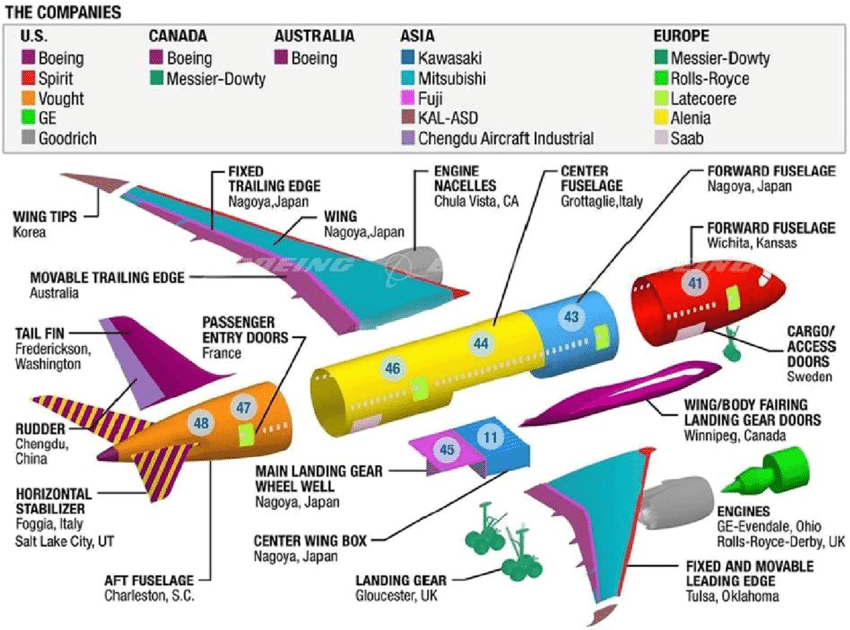 THE COMPANIES
U.S.
Boeing
Spirit
Vought
GE
Goodrich
CANADA
Boeing
Messier-Dowty
AUSTRALIA
Boeing
ASIA
Kawasaki
Mitsubishi
Fuji
KAL-ASD
Chengdu Aircraft Industrial
EUROPE
Messier-Dowty
Rolls-Royce
Latecoere
Alenia
Saab
WING TIPS
Korea
FIXED
TRAILING EDGE
Nagoya,Japan
WING
Nagoya,Japan
ENGINE
NACELLES
Chula Vista, CA
CENTER
FUSELAGE
Grottaglie,Italy
FORWARD FUSELAGE
Nagoya, Japan
FORWARD FUSELAGE
Wichita, Kansas
MOVABLE TRAILING EDGE
Australia
BOEING
41
43
44
46
TAIL FIN
Frederickson,
Washington
PASSENGER
ENTRY DOORS
France
CARGO/
ACCESS
DOORS
Sweden
47
48
RUDDER
Chengdu,
China
WING/BODY FAIRING
LANDING GEAR DOORS
Winnipeg, Canada
45
11
MAIN LANDING GEAR
WHEEL WELL
Nagoya, Japan
HORIZONTAL
STABILIZER
Foggia, Italy
Salt Lake City, UT
CENTER WING BOX
Nagoya, Japan
ENGINES
GE-Evendale, Ohio
Rolls-Royce-Derby, UK
AFT FUSELAGE
Charleston, S.C.
LANDING GEAR
Gloucester, UK
FIXED AND MOVABLE
LEADING EDGE
Tulsa, Oklahoma